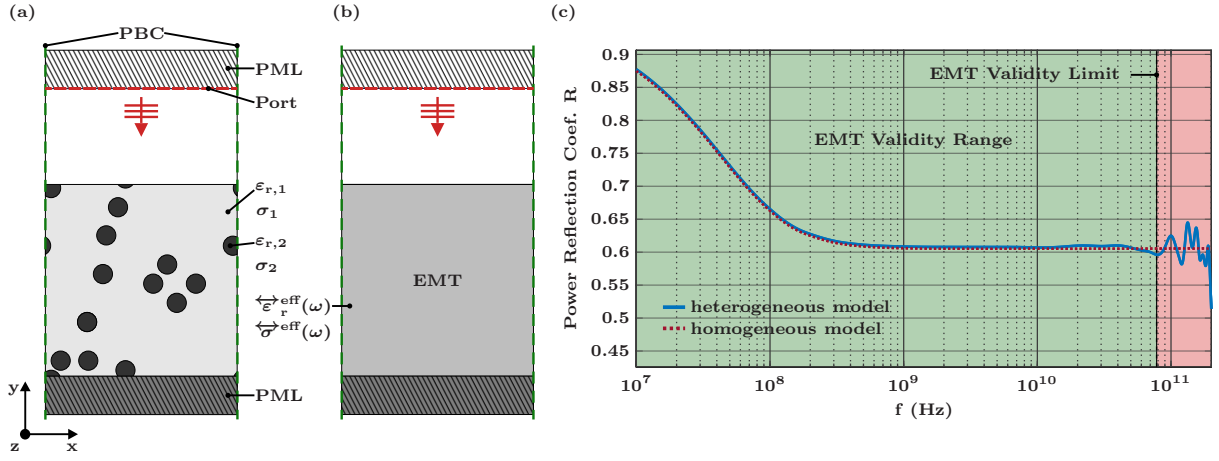 (a)
PBC
PML
Port
εr,1
σ1
εr,2
σ2
PML
y
z
x
(b)
EMT
ε⃡ r eff (ω)
σ⃡ eff (ω)
(c)
Power Reflection Coef. R
0.9
0.85
0.8
0.75
0.7
0.65
0.6
0.55
0.5
0.45
EMT Validity Limit
EMT Validity Range
heterogeneous model
homogeneous model
10^7
10^8
10^9
10^10
10^11
f (Hz)